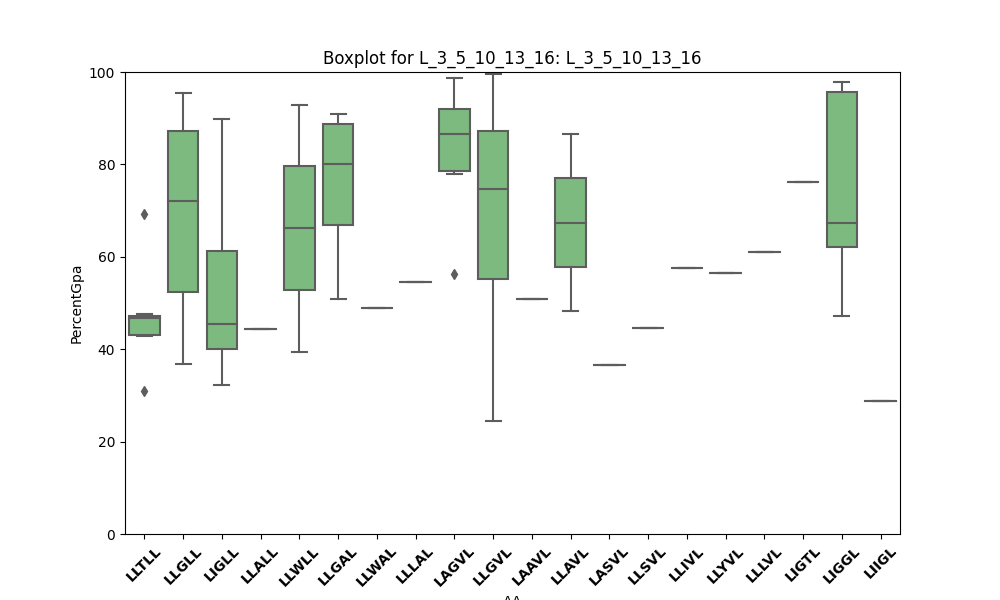 Boxplot for L_3_5_10_13_16: L_3_5_10_13_16
100
80
60
40
20
0
PercentGpa
LLTLL LLGLL LIGLL LLALL LLWLL LLGAL LLWAL LLLAL LAGVL LLGVL LAAVL LLAVL LASVL LLSVL LLIVL LLYVL LLLVL LIGTL LIGGL LIIGL
AA